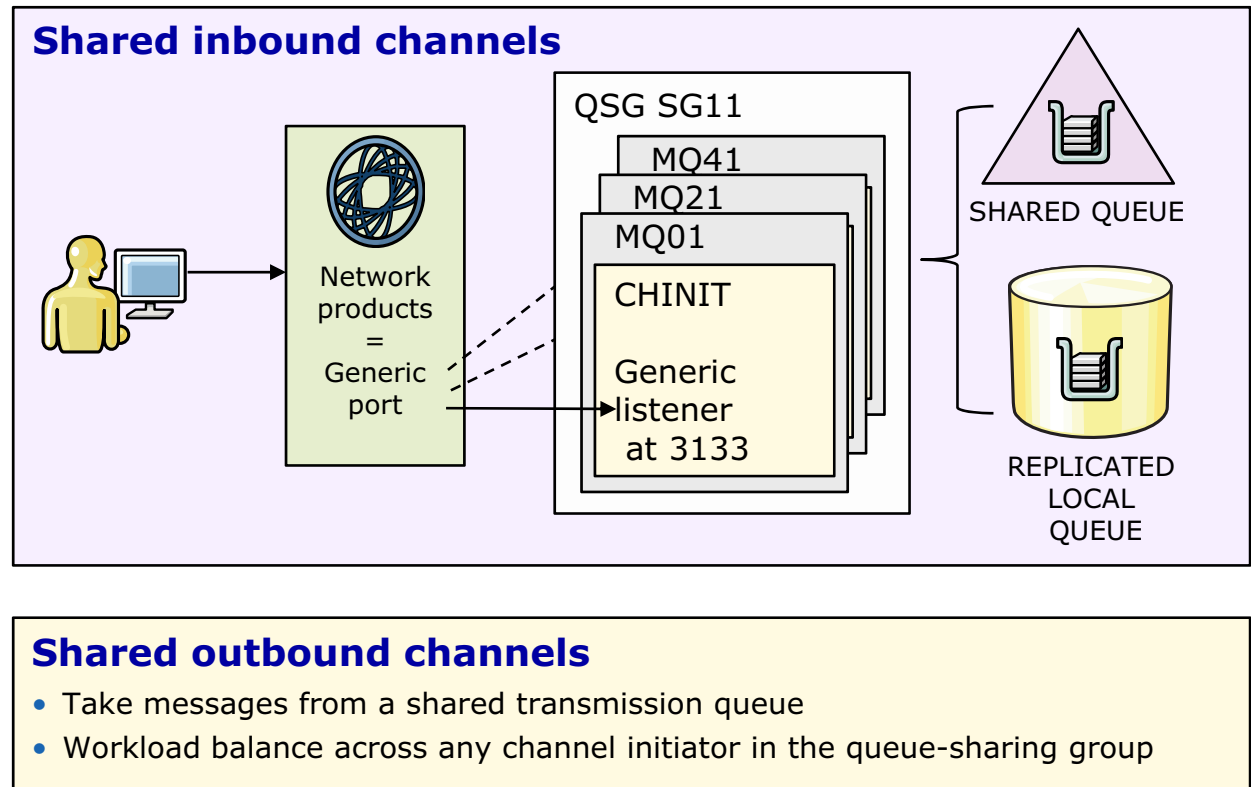 Shared inbound channels
Network
products
=
Generic
port
QSG SG11
MQ41
MQ21
MQ01
CHINIT
Generic
listener
at 3133
SHARED QUEUE
REPLICATED
LOCAL
QUEUE
Shared outbound channels
• Take messages from a shared transmission queue
• Workload balance across any channel initiator in the queue-sharing group